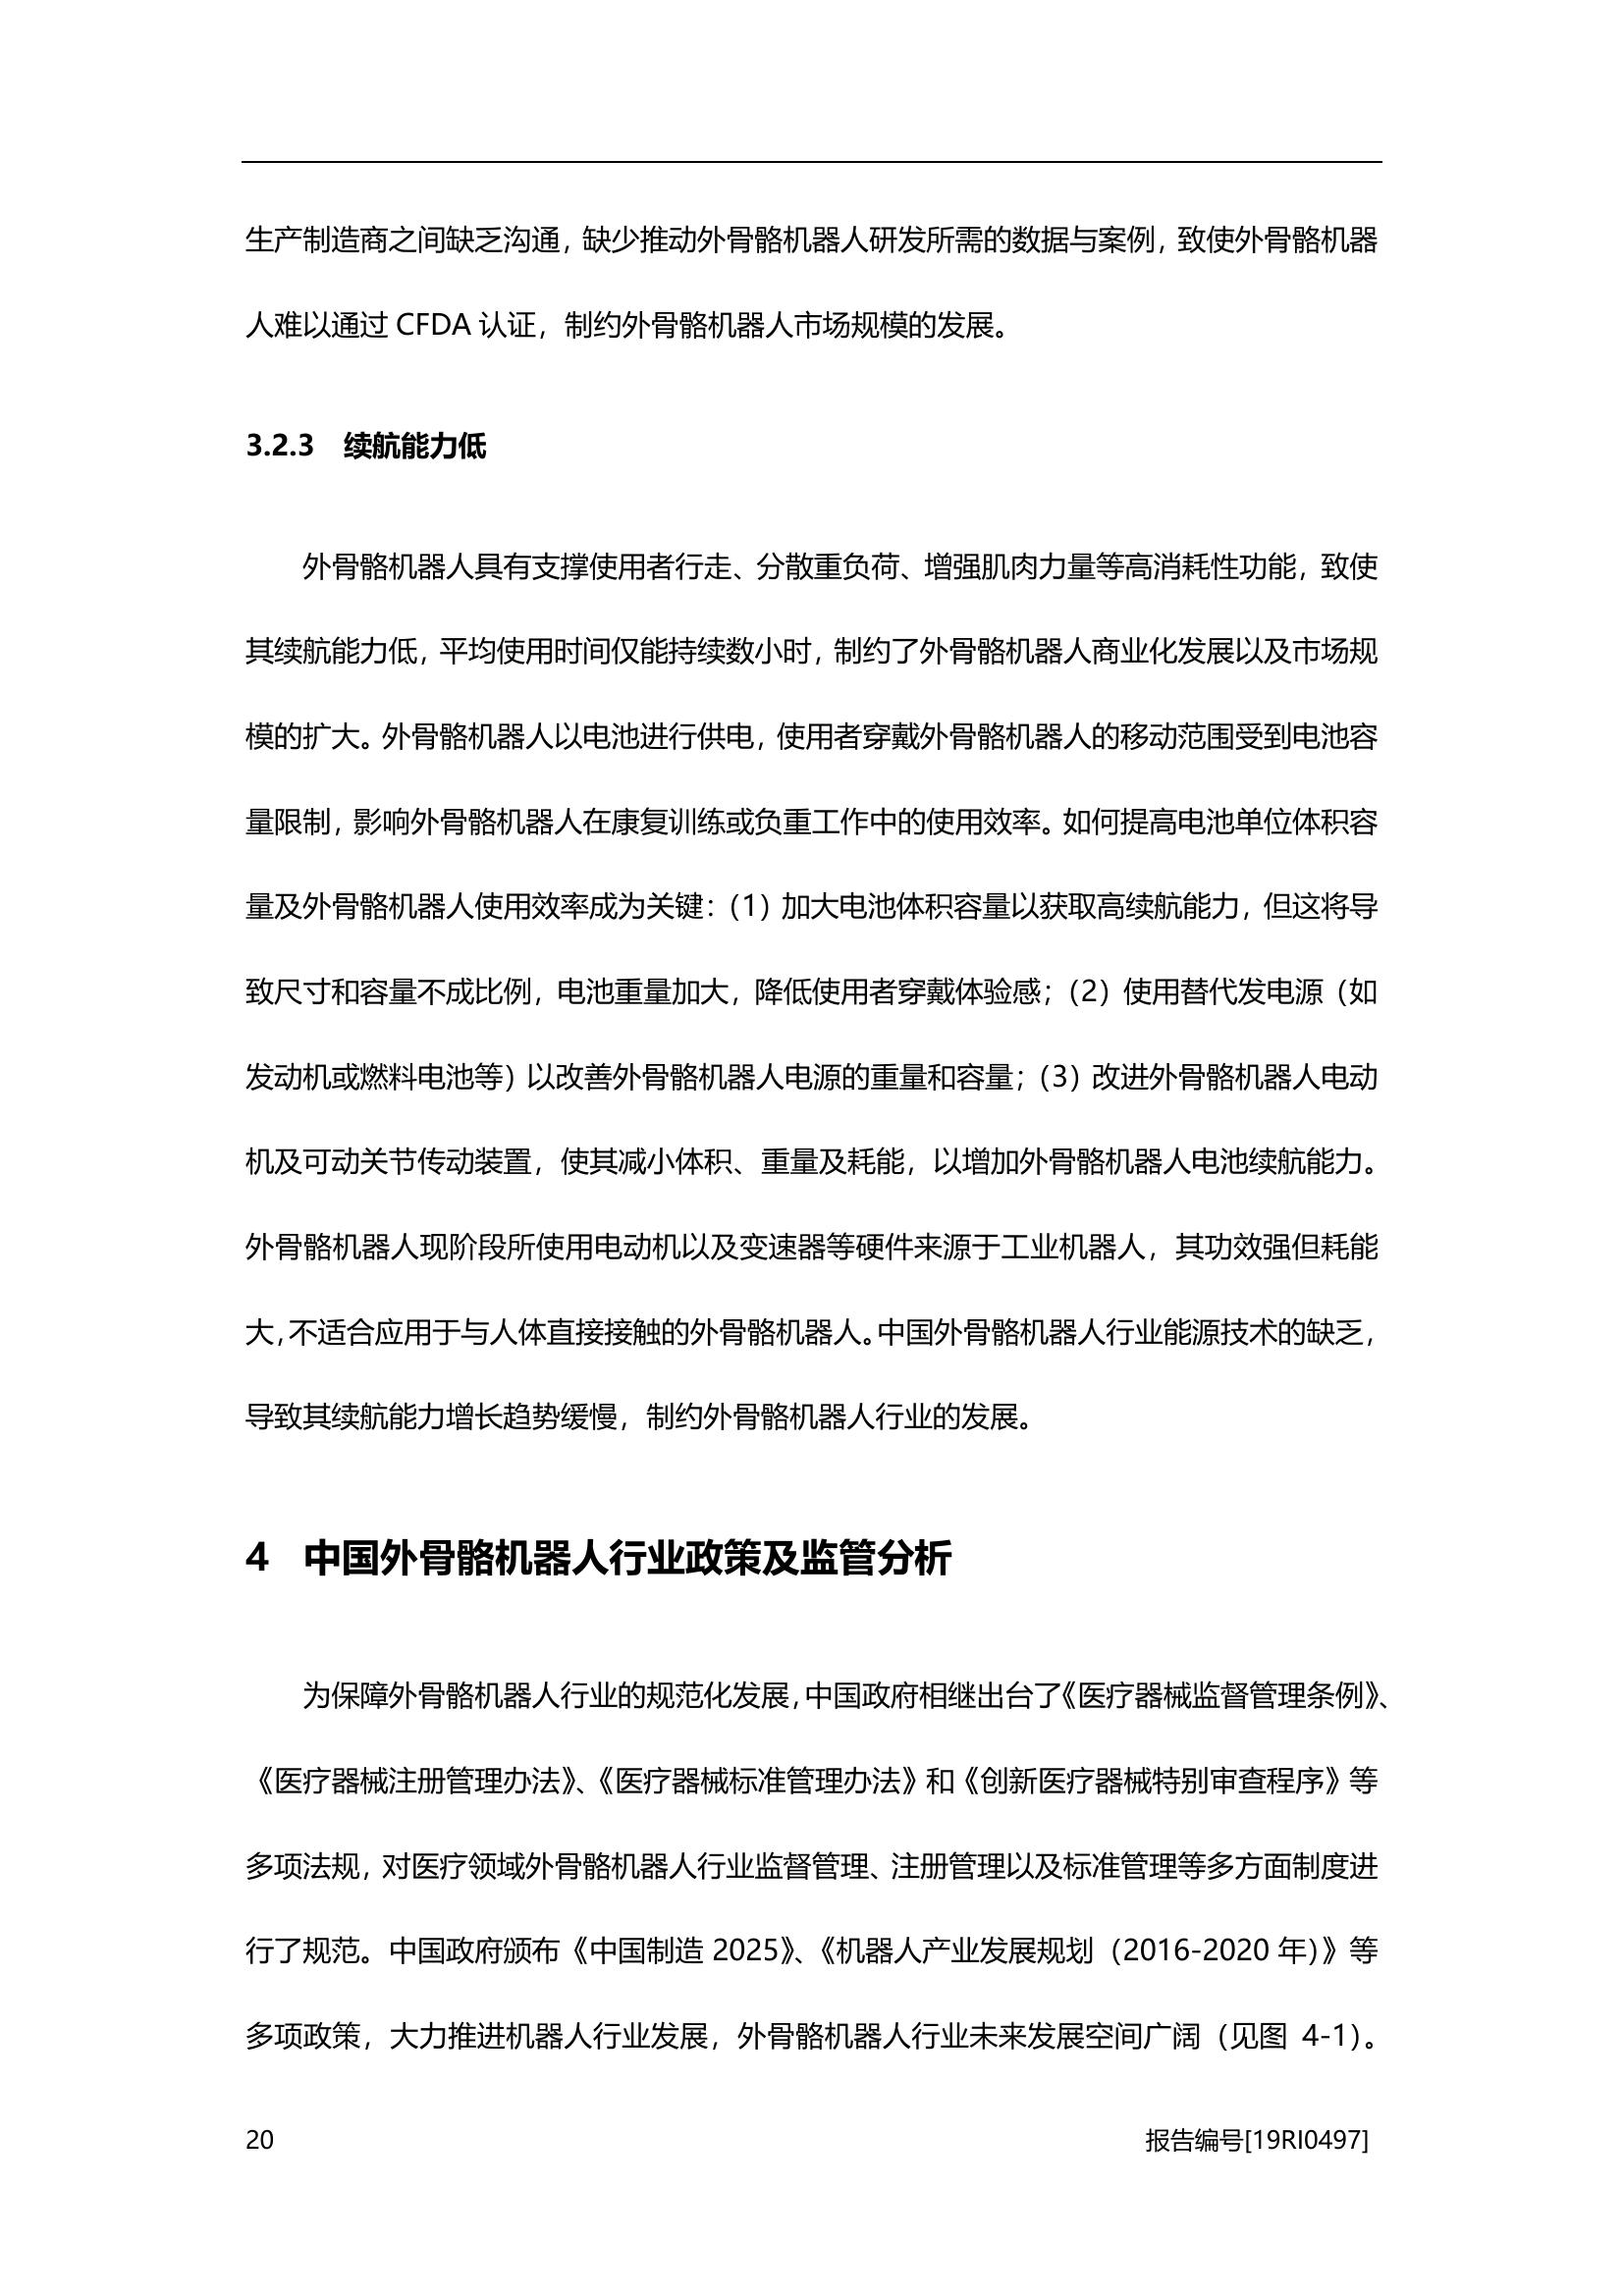 生产制造商之间缺乏沟通，缺少推动外骨骼机器人研发所需的数据与案例，致使外骨骼机器
人难以通过 CFDA 认证，制约外骨骼机器人市场规模的发展。
3.2.3 续航能力低
外骨骼机器人具有支撑使用者行走、分散重负荷、增强肌肉力量等高消耗性功能，致使
其续航能力低，平均使用时间仅能持续数小时，制约了外骨骼机器人商业化发展以及市场规
模的扩大。外骨骼机器人以电池进行供电，使用者穿戴外骨骼机器人的移动范围受到电池容
量限制，影响外骨骼机器人在康复训练或负重工作中的使用效率。如何提高电池单位体积容
量及外骨骼机器人使用效率成为关键：（1）加大电池体积容量以获取高续航能力，但这将导
致尺寸和容量不成比例，电池重量加大，降低使用者穿戴体验感；（2）使用替代发电源（如
发动机或燃料电池等）以改善外骨骼机器人电源的重量和容量；（3）改进外骨骼机器人电动
机及可动关节传动装置，使其减小体积、重量及耗能，以增加外骨骼机器人电池续航能力。
外骨骼机器人现阶段所使用电动机以及变速器等硬件来源于工业机器人，其功效强但耗能
大，不适合应用于与人体直接接触的外骨骼机器人。中国外骨骼机器人行业能源技术的缺乏，
导致其续航能力增长趋势缓慢，制约外骨骼机器人行业的发展。
4 中国外骨骼机器人行业政策及监管分析
为保障外骨骼机器人行业的规范化发展，中国政府相继出台了《医疗器械监督管理条例》、
《医疗器械注册管理办法》、《医疗器械标准管理办法》和《创新医疗器械特别审查程序》等
多项法规，对医疗领域外骨骼机器人行业监督管理、注册管理以及标准管理等多方面制度进
行了规范。中国政府颁布《中国制造 2025》、《机器人产业发展规划（2016-2020 年）》等
多项政策，大力推进机器人行业发展，外骨骼机器人行业未来发展空间广阔（见图 4-1）。
20 报告编号[19RI0497]